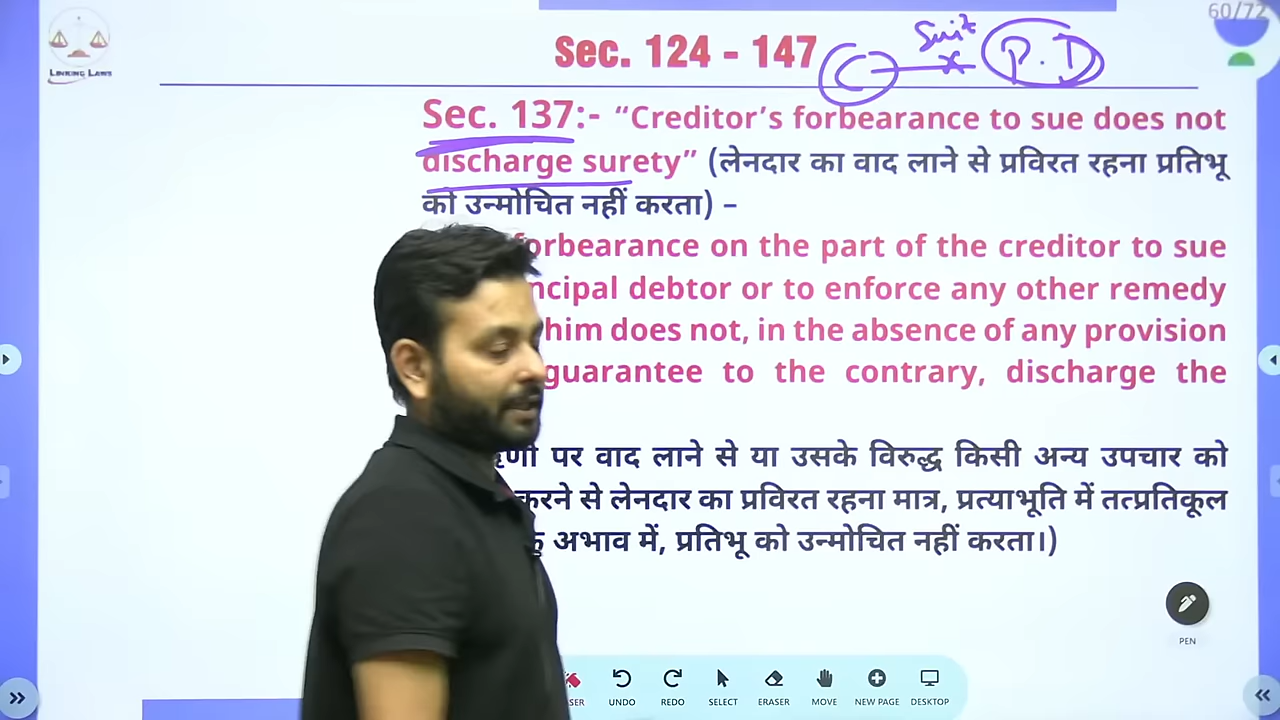 60/72
LINKING LAWS
Sec. 124 - 147
C Suit x P.D
Sec. 137:- “Creditor’s forbearance to sue does not
discharge surety” (लेनदार का वाद लाने से प्रविरत रहना प्रतिभू
को उन्मोचित नहीं करता) –
forbearance on the part of the creditor to sue
debtor or to enforce any other remedy
him does not, in the absence of any provision
guarantee to the contrary, discharge the
पर वाद लाने से या उसके विरुद्ध किसी अन्य उपचार को
करने से लेनदार का प्रविरत रहना मात्र, प्रत्याभूति में तत्प्रतिकूल
अभाव में, प्रतिभू को उन्मोचित नहीं करता।)
PEN
UNDO REDO SELECT ERASER MOVE NEW PAGE DESKTOP